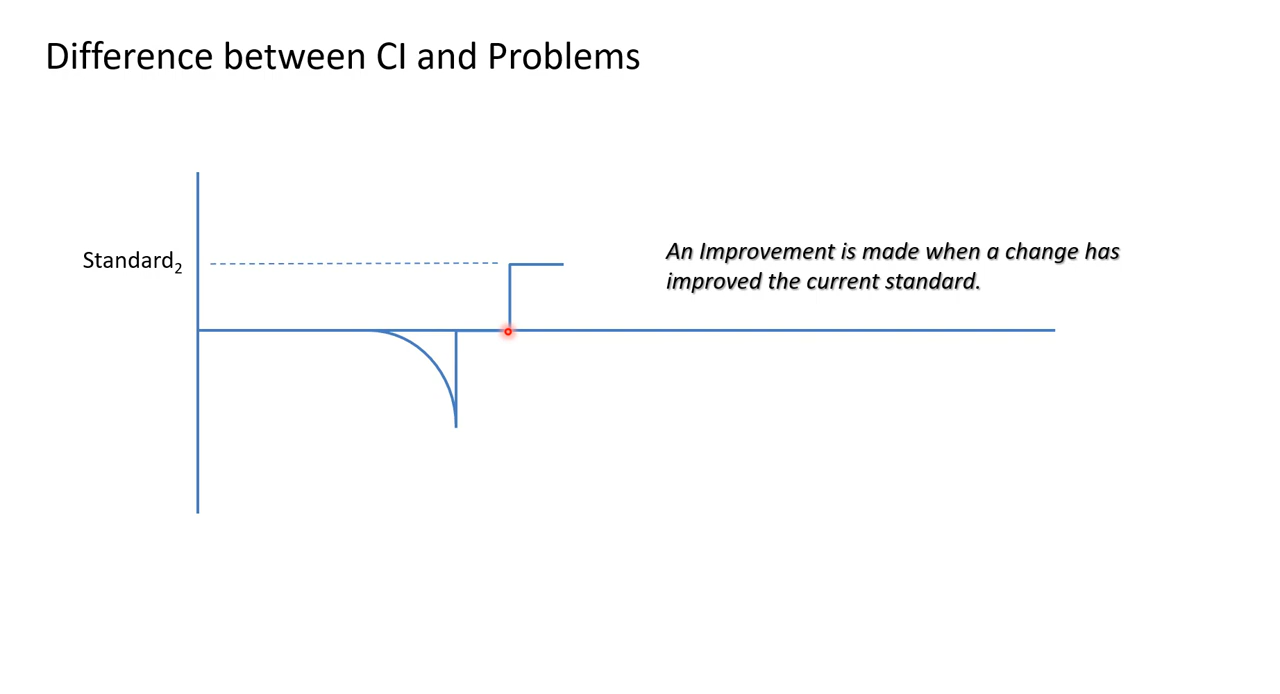 Difference between CI and Problems
Standard₂
An Improvement is made when a change has
improved the current standard.